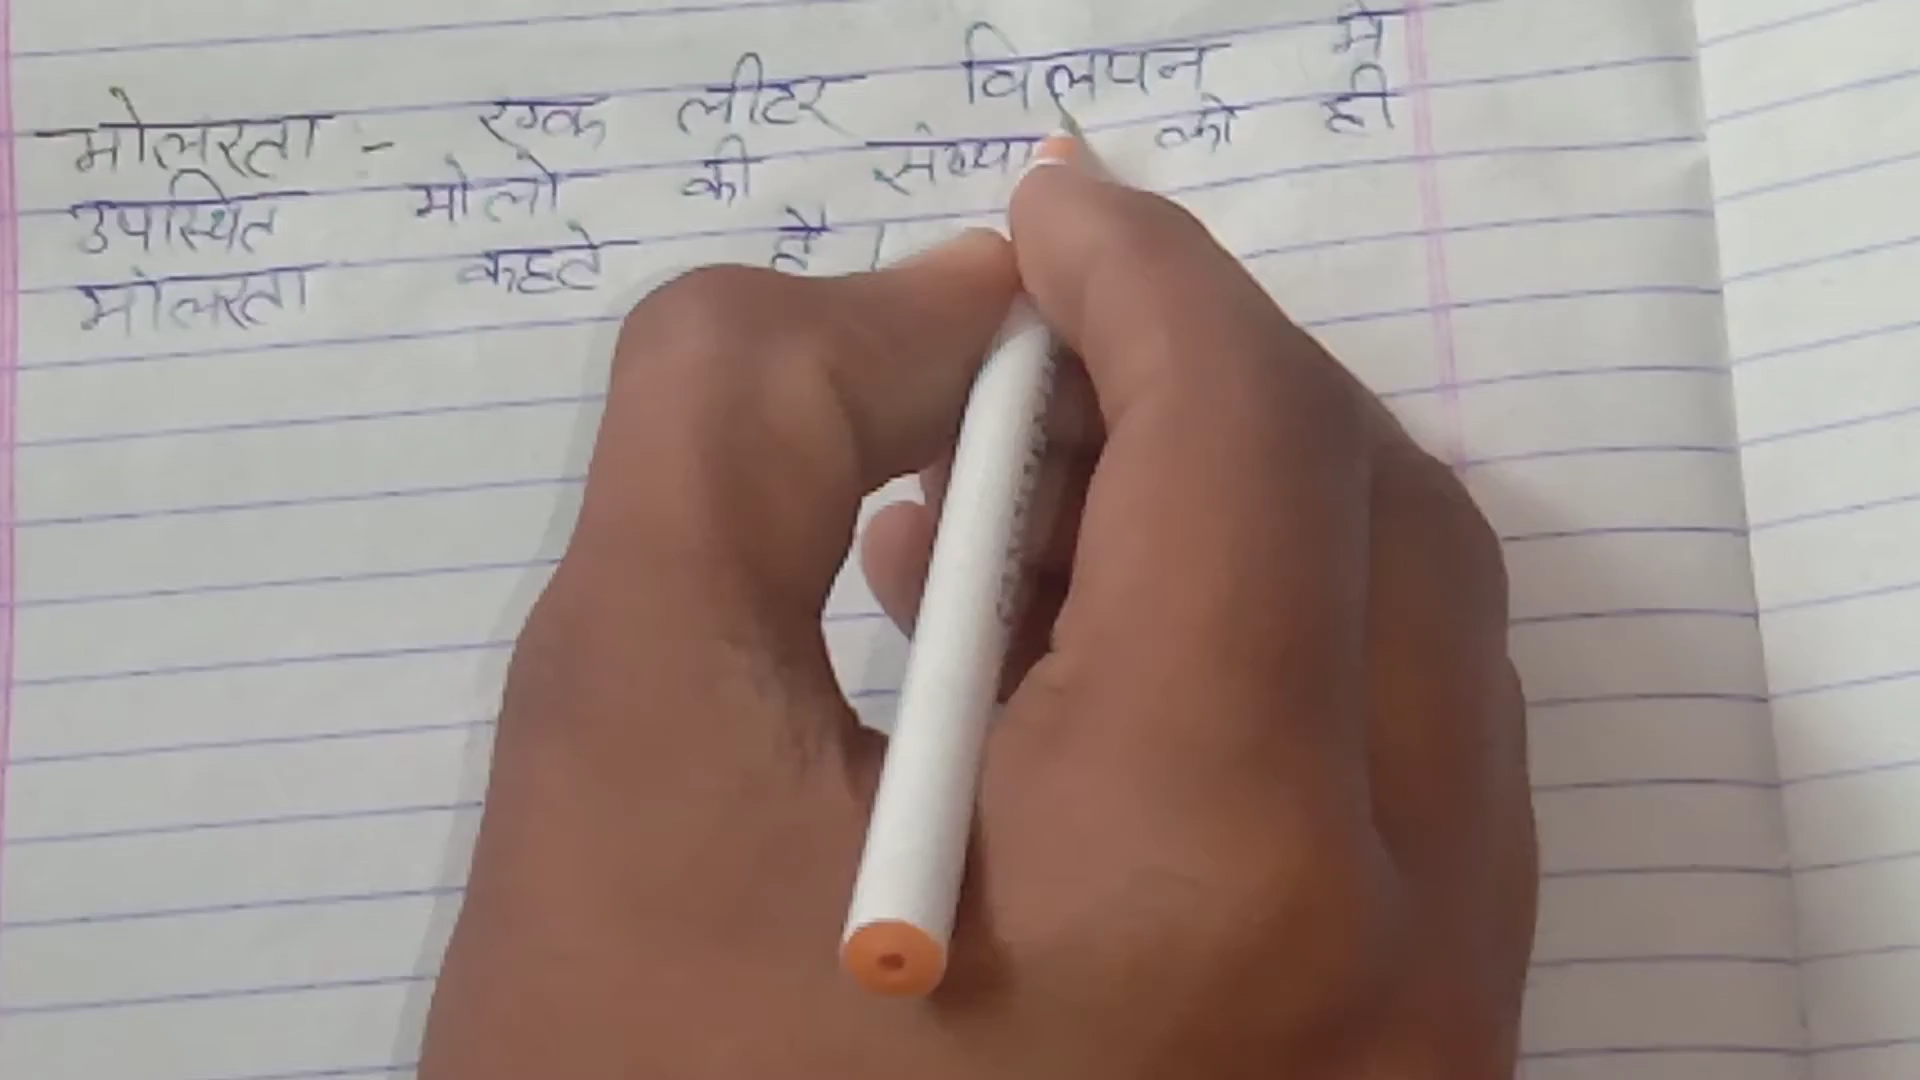 मोलरता :- एक लीटर विलयन मे
उपस्थित मोलो की संख्या को ही
मोलरता कहते है।